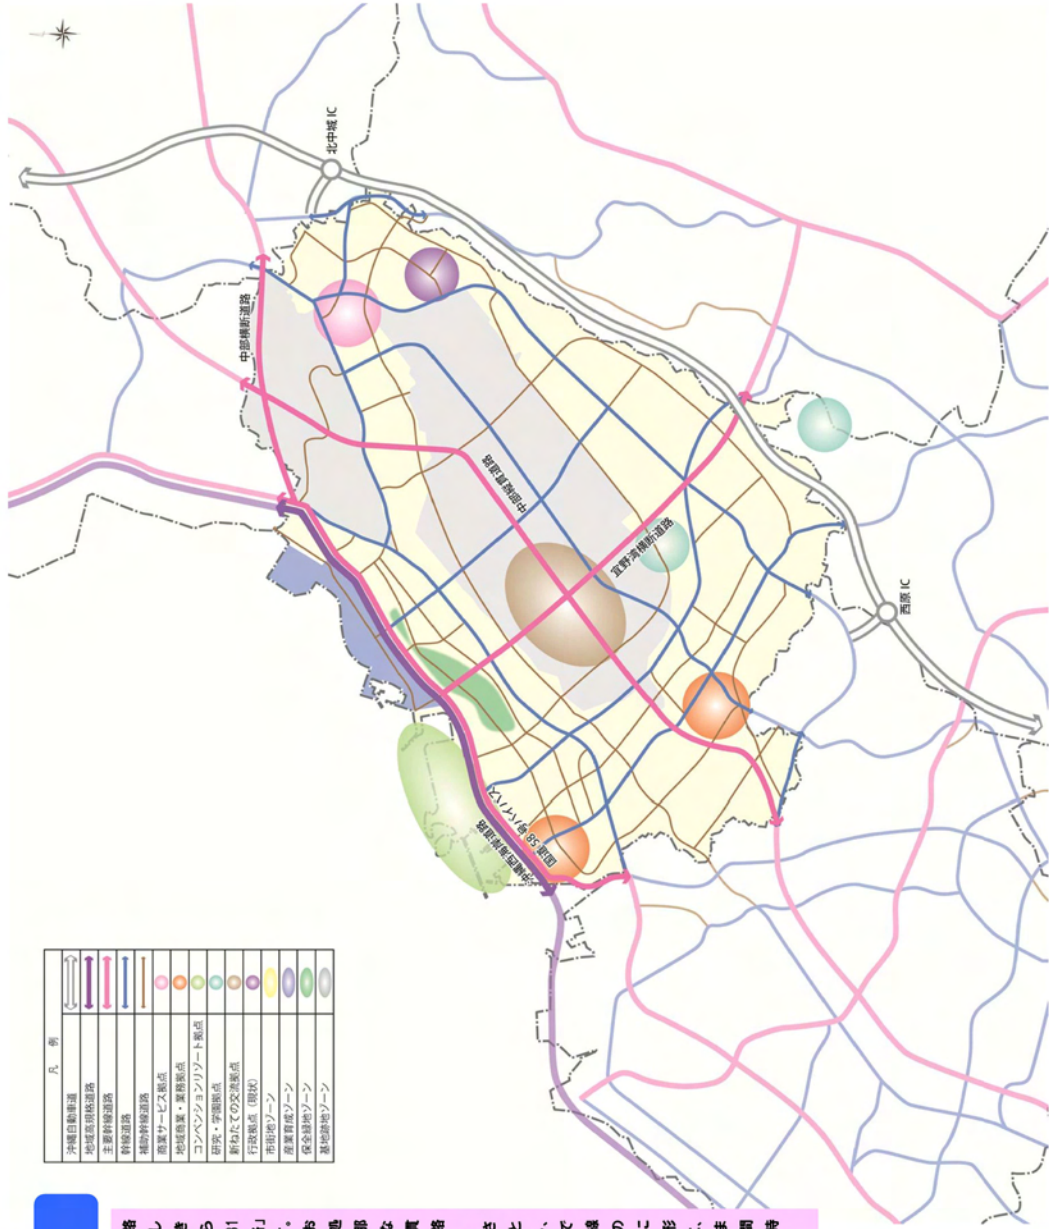 北中城 IC
中部横断道路
中部縦貫道路
宜野湾横断道路
西原 IC
国道 58 号バイパス
沖縄西海岸道路
凡 例
沖縄自動車道
地域高規格道路
主要幹線道路
幹線道路
補助幹線道路
商業サービス拠点
地域商業・業務拠点
コンベンションリゾート拠点
研究・学園拠点
新ねたての交流拠点
行政拠点（現状）
市街地ゾーン
産業育成ゾーン
保全緑地ゾーン
基地跡地ゾーン